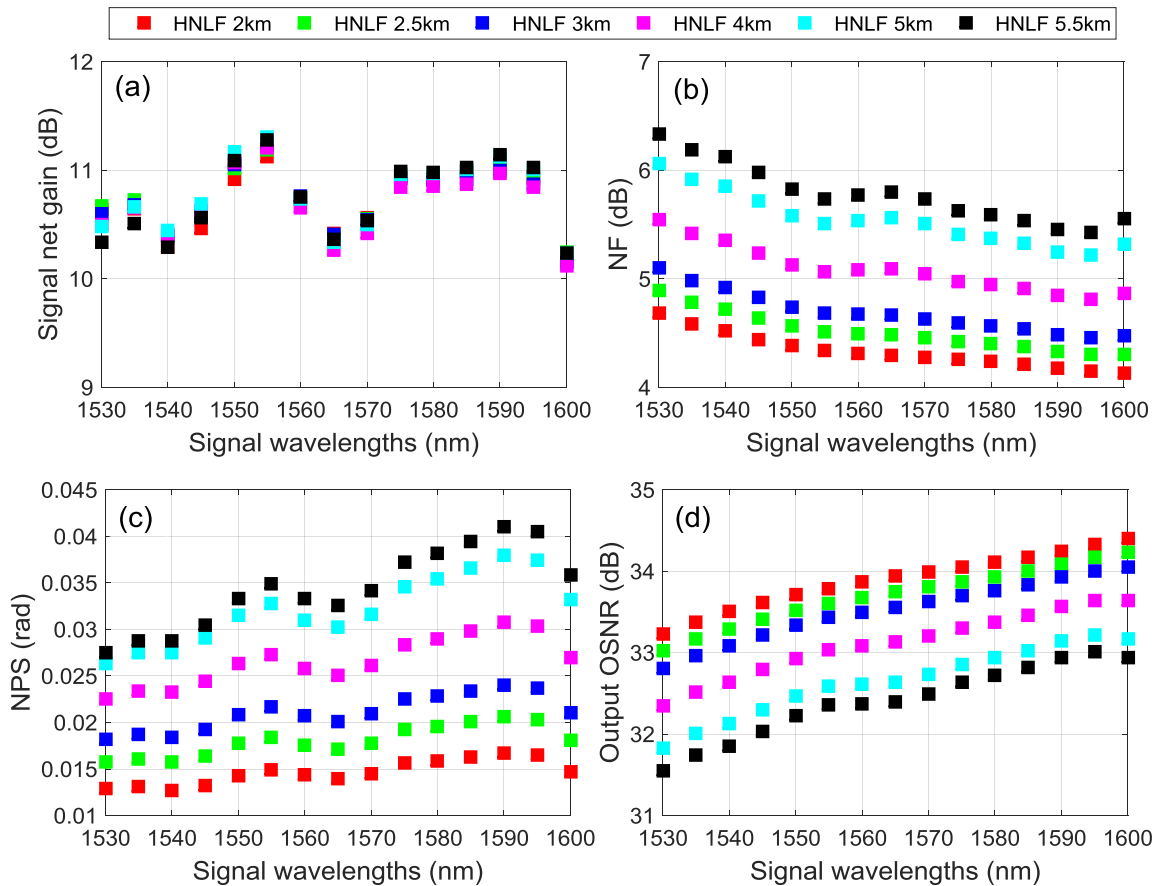 HNLF 2km HNLF 2.5km HNLF 3km HNLF 4km HNLF 5km HNLF 5.5km
(a)
12
11
10
9
1530 1540 1550 1560 1570 1580 1590 1600
Signal net gain (dB)
Signal wavelengths (nm)
(b)
7
6
5
4
1530 1540 1550 1560 1570 1580 1590 1600
NF (dB)
Signal wavelengths (nm)
(c)
0.045
0.04
0.035
0.03
0.025
0.02
0.015
0.01
1530 1540 1550 1560 1570 1580 1590 1600
NPS (rad)
Signal wavelengths (nm)
(d)
35
34
33
32
31
1530 1540 1550 1560 1570 1580 1590 1600
Output OSNR (dB)
Signal wavelengths (nm)